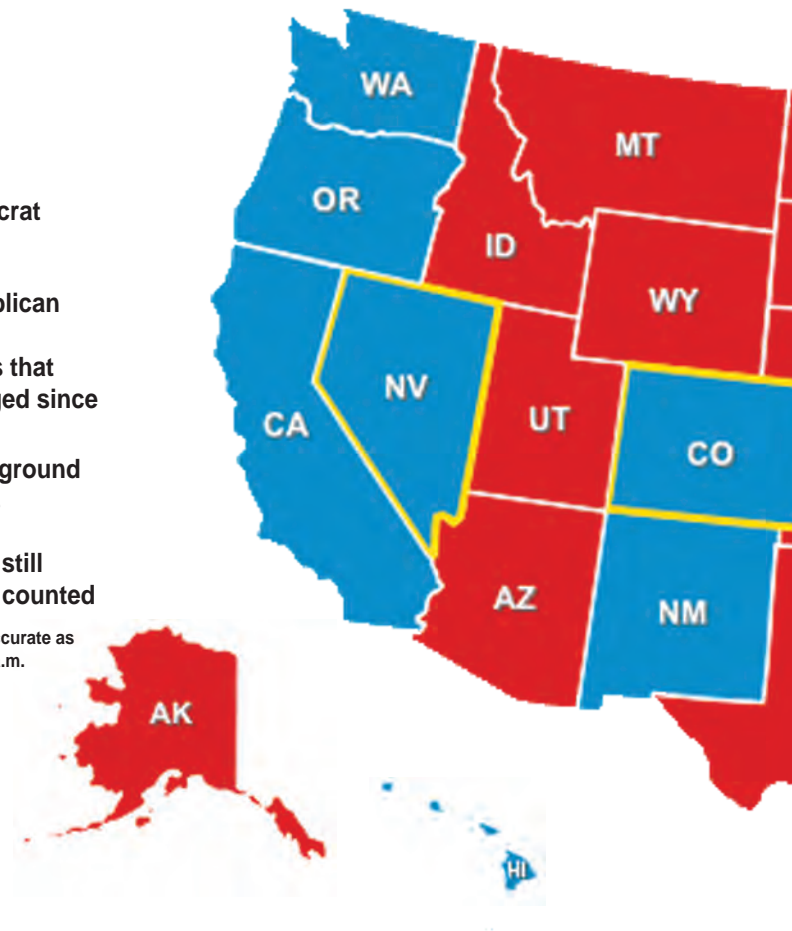 crat
plican
s that
ged since
ground
still
counted
curate as
.m.
WA
MT
OR
ID
WY
NV
CA
UT
CO
AZ
NM
AK
HI